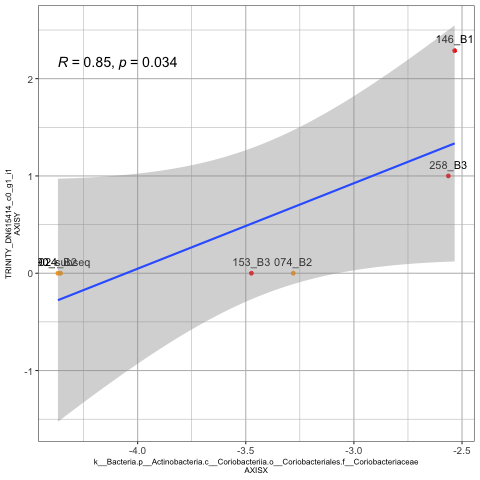 R = 0.85, p = 0.034
146_B1
258_B3
153_B3
074_B2
2
1
0
-1
-4.0
-3.5
-3.0
-2.5
k__Bacteria.p__Actinobacteria.c__Coriobacteriia.o__Coriobacteriales.f__Coriobacteriaceae
AXISX
TRINITY_DN615414_c0_g1_i1
AXISY